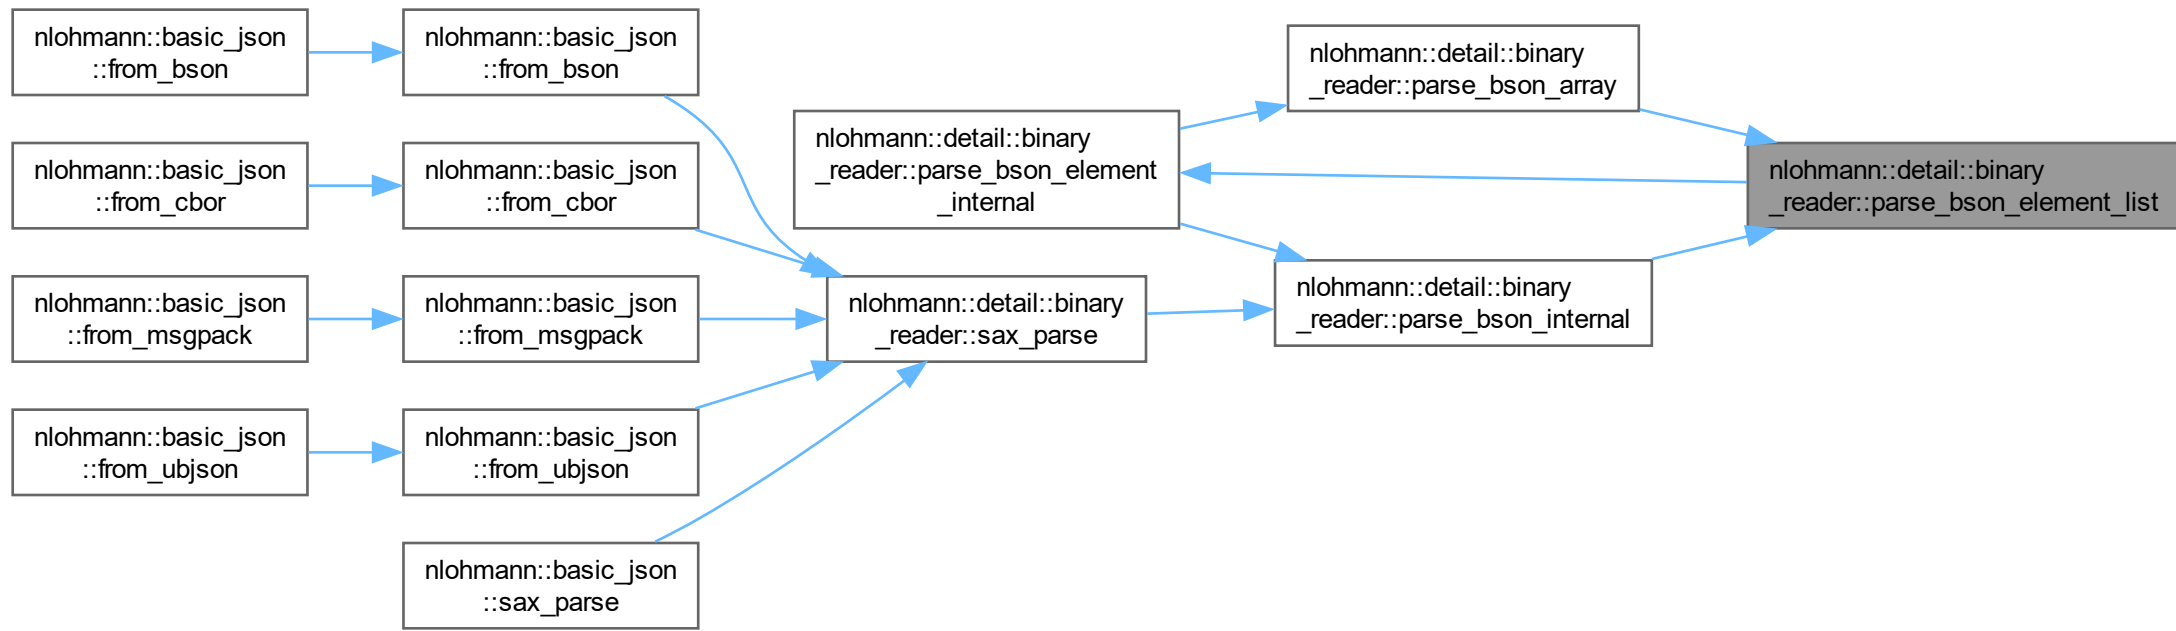 nlohmann::basic_json
::from_bson
nlohmann::basic_json
::from_cbor
nlohmann::basic_json
::from_msgpack
nlohmann::basic_json
::from_ubjson
nlohmann::basic_json
::from_bson
nlohmann::basic_json
::from_cbor
nlohmann::basic_json
::from_msgpack
nlohmann::basic_json
::from_ubjson
nlohmann::basic_json
::sax_parse
nlohmann::detail::binary
_reader::parse_bson_element
_internal
nlohmann::detail::binary
_reader::sax_parse
nlohmann::detail::binary
_reader::parse_bson_array
nlohmann::detail::binary
_reader::parse_bson_internal
nlohmann::detail::binary
_reader::parse_bson_element_list